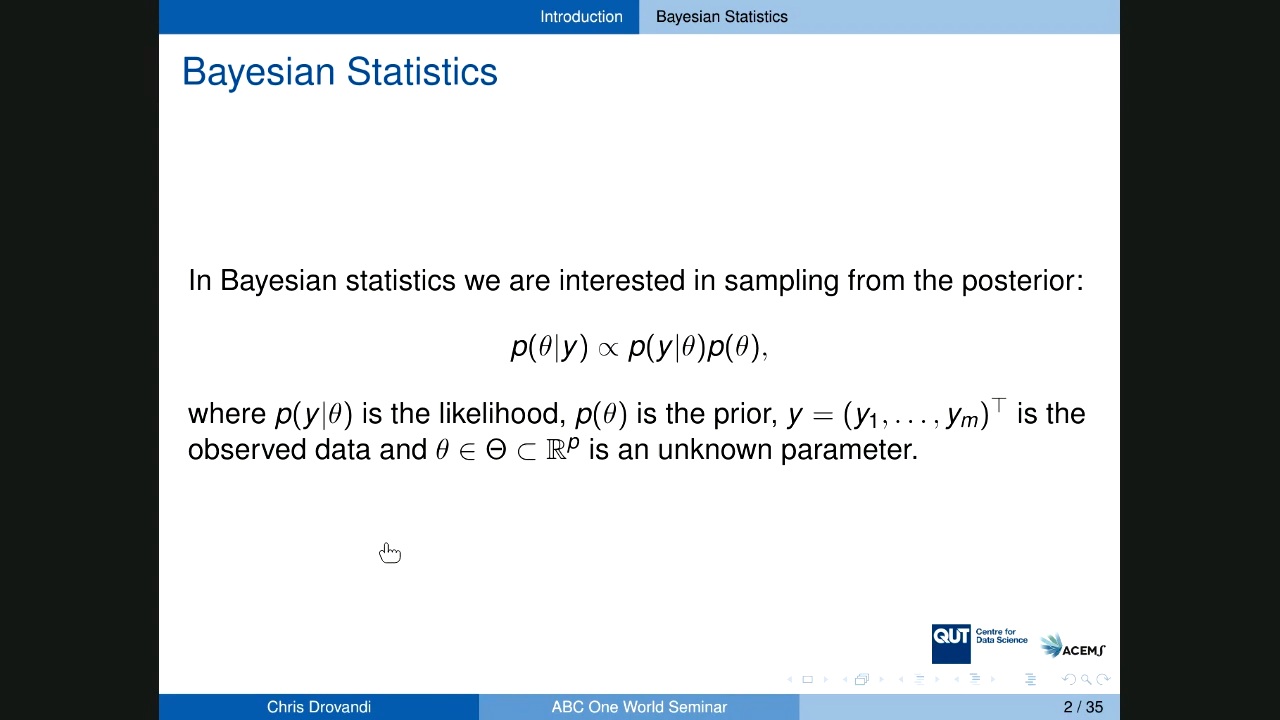 Introduction Bayesian Statistics
Bayesian Statistics
In Bayesian statistics we are interested in sampling from the posterior:
p(θ|y) ∝ p(y|θ)p(θ),
where p(y|θ) is the likelihood, p(θ) is the prior, y = (y₁, . . . , yₘ)^⊤ is the
observed data and θ ∈ Θ ⊂ ℝ^p is an unknown parameter.
QUT Centre for
Data Science
ACEMS
Chris Drovandi ABC One World Seminar 2 / 35